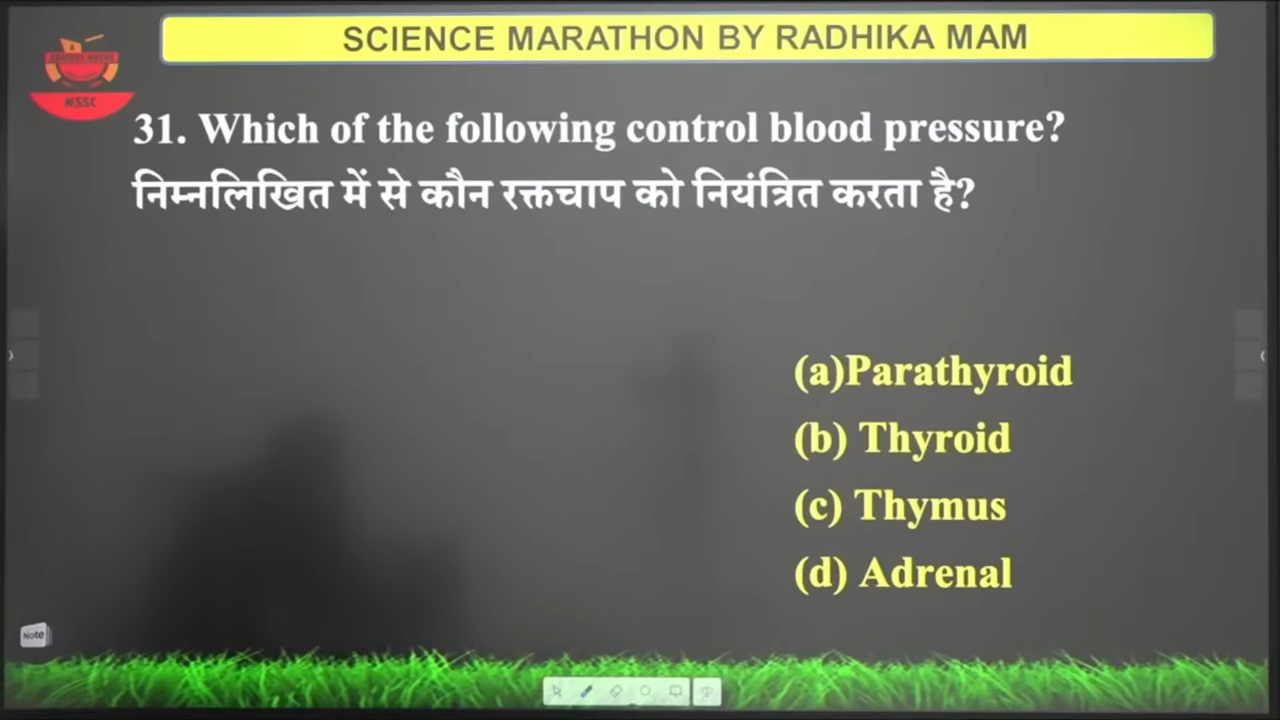 SCIENCE MARATHON BY RADHIKA MAM
#SSC
31. Which of the following control blood pressure?
निम्नलिखित में से कौन रक्तचाप को नियंत्रित करता है?
(a)Parathyroid
(b) Thyroid
(c) Thymus
(d) Adrenal
Note